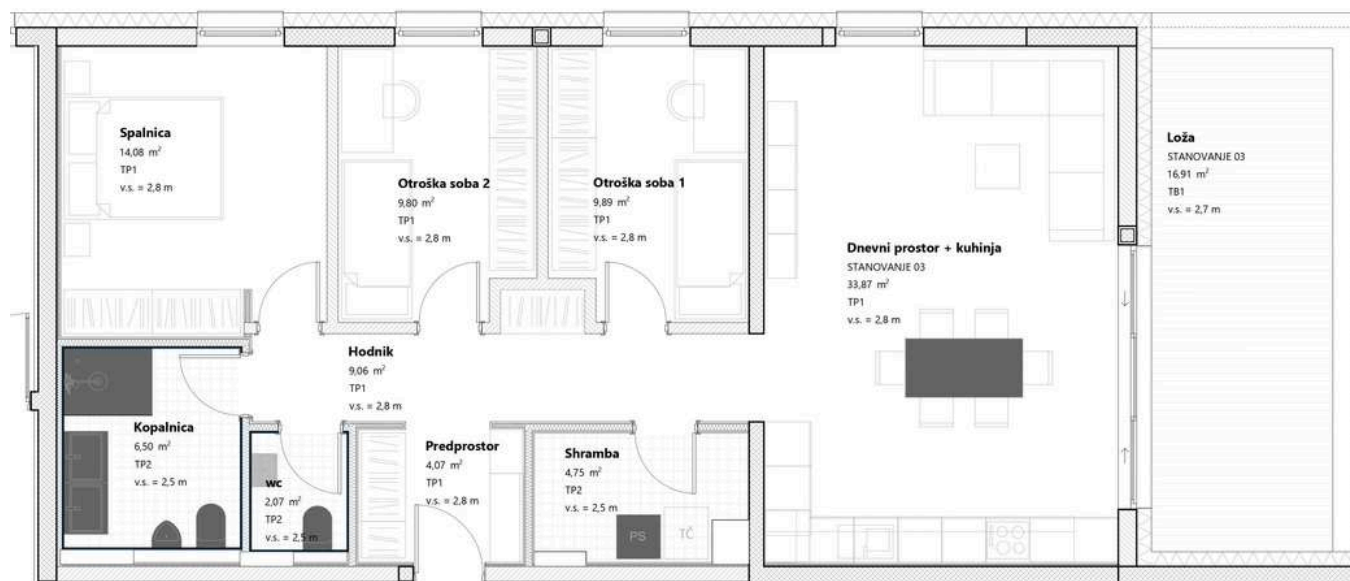 Spalnica
14,08 m²
TP1
v.s. = 2,8 m
Otroška soba 2
9,80 m²
TP1
v.s. = 2,8 m
Otroška soba 1
9,89 m²
TP1
v.s. = 2,8 m
Dnevni prostor + kuhinja
STANOVANJE 03
33,87 m²
TP1
v.s. = 2,8 m
Loža
STANOVANJE 03
16,91 m²
TB1
v.s. = 2,7 m
Hodnik
9,06 m²
TP1
v.s. = 2,8 m
Kopalnica
6,50 m²
TP2
v.s. = 2,5 m
wc
2,07 m²
TP2
v.s. = 2,5 m
Predprostor
4,07 m²
TP1
v.s. = 2,8 m
Shramba
4,75 m²
TP2
v.s. = 2,5 m
PS
TČ